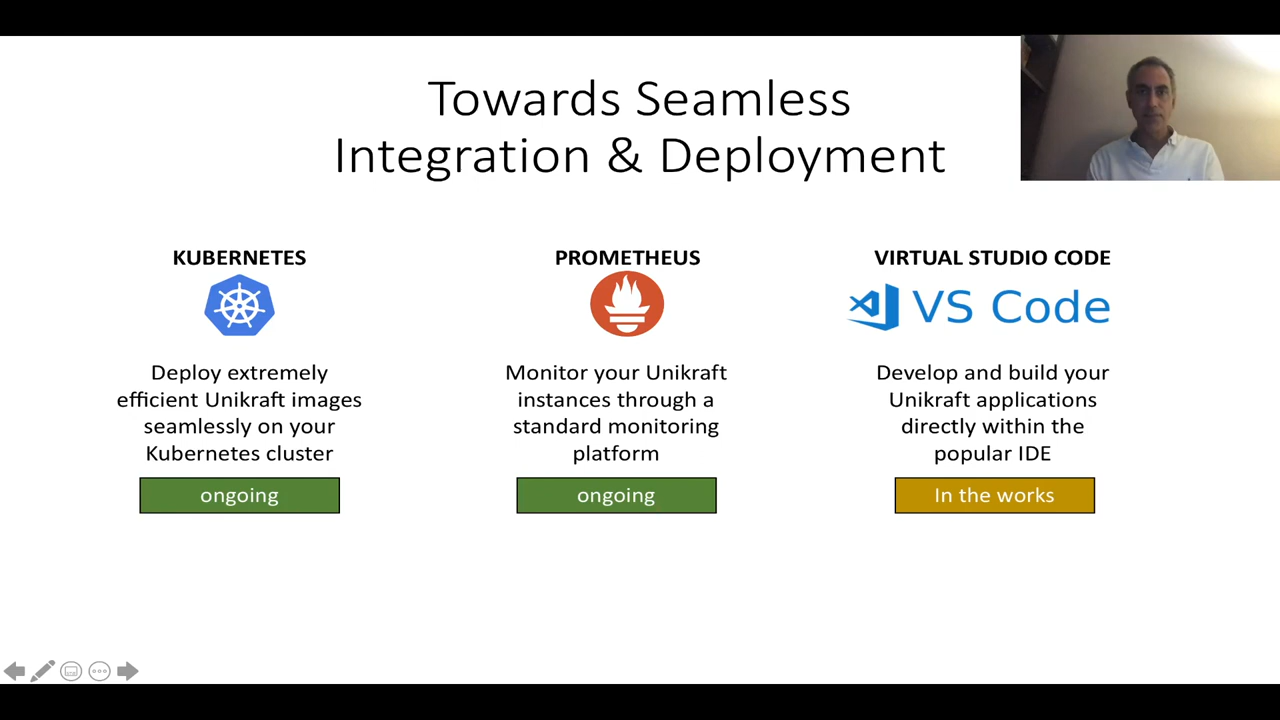 Towards Seamless
Integration & Deployment
KUBERNETES
Deploy extremely
efficient Unikraft images
seamlessly on your
Kubernetes cluster
ongoing
PROMETHEUS
Monitor your Unikraft
instances through a
standard monitoring
platform
ongoing
VIRTUAL STUDIO CODE
VS Code
Develop and build your
Unikraft applications
directly within the
popular IDE
In the works